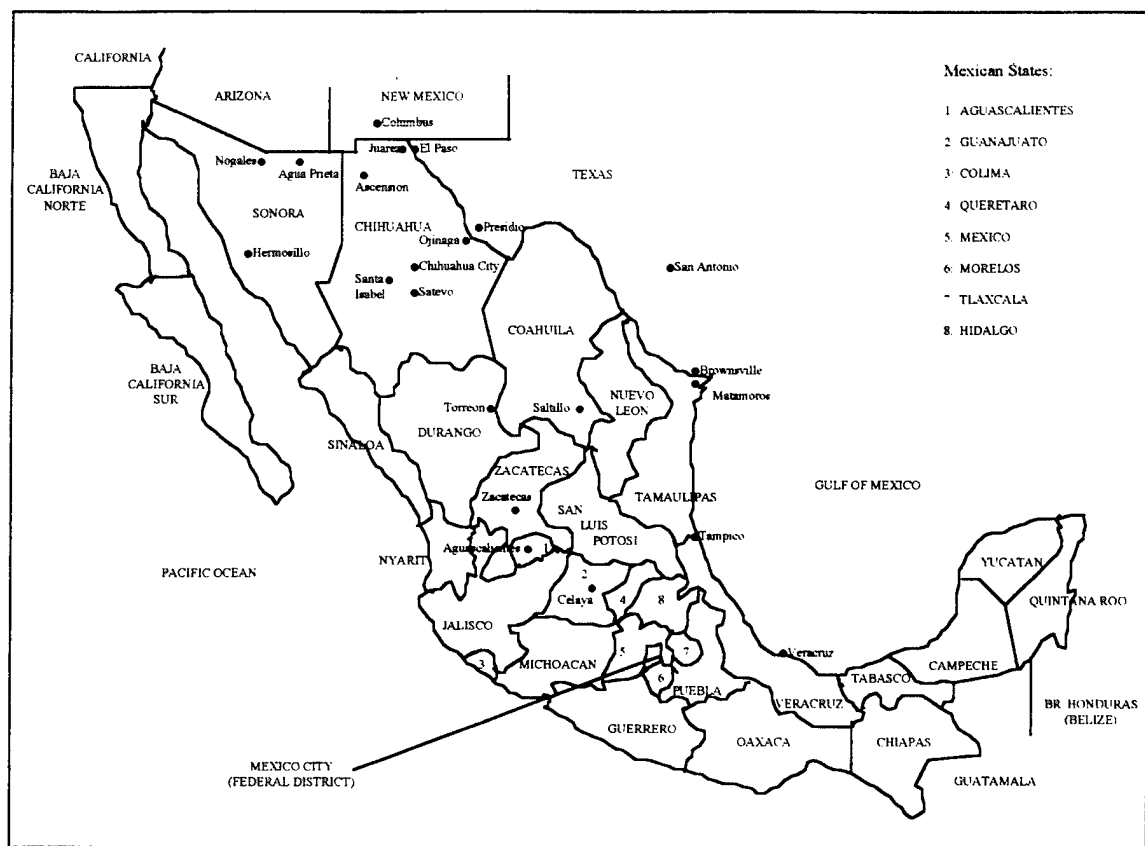 CALIFORNIA
ARIZONA
NEW MEXICO
Columbus
Juarez
El Paso
Nogales
Agua Prieta
Ascension
TEXAS
BAJA
CALIFORNIA
NORTE
SONORA
CHIHUAHUA
Presidio
Ojinaga
Hermosillo
Chihuahua City
San Antonio
Santa
Isabel
Satevo
COAHUILA
BAJA
CALIFORNIA
SUR
Brownsville
Matamoros
NUEVO
LEON
Torreon
Saltillo
DURANGO
SINALOA
ZACATECAS
Zacatecas
SAN
LUIS
POTOSI
TAMAULIPAS
GULF OF MEXICO
Tampico
Aguascalientes
1
NYARIT
PACIFIC OCEAN
2
Celaya
4
8
YUCATAN
QUINTANA ROO
JALISCO
3
MICHOACAN
5
7
6
PUEBLA
Veracruz
CAMPECHE
TABASCO
VERACRUZ
BR. HONDURAS
(BELIZE)
GUERRERO
OAXACA
CHIAPAS
GUATAMALA
MEXICO CITY
(FEDERAL DISTRICT)
Mexican States:
1 AGUASCALIENTES
2 GUANAJUATO
3 COLIMA
4 QUERETARO
5 MEXICO
6 MORELOS
7 TLAXCALA
8 HIDALGO